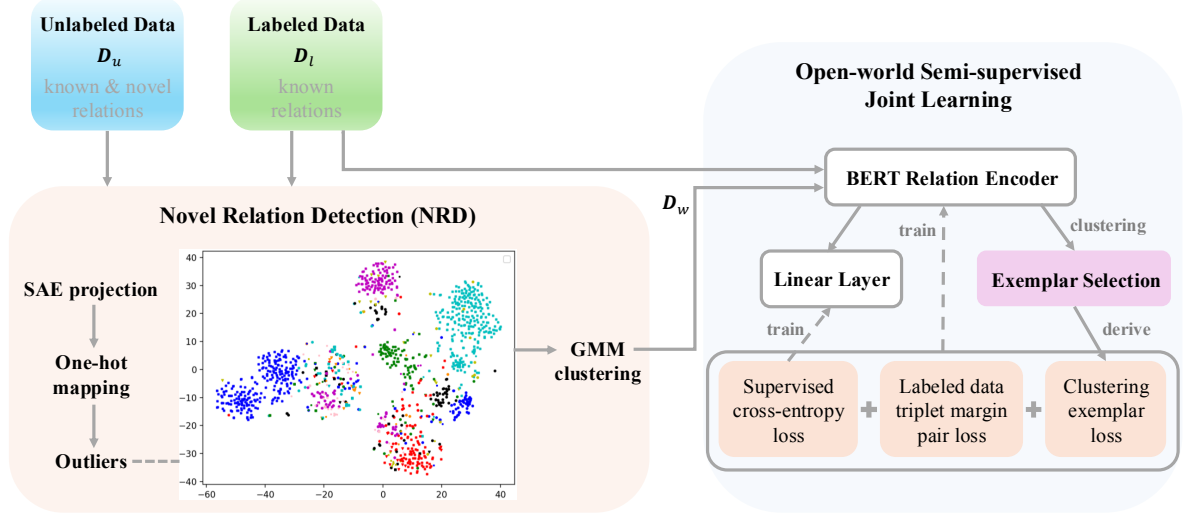 Unlabeled Data
D_u
known & novel
relations
Labeled Data
D_l
known
relations
Novel Relation Detection (NRD)
SAE projection
One-hot
mapping
Outliers
40
30
20
10
0
−10
−20
−30
−40
−60
−40
−20
0
20
40
GMM
clustering
D_w
Open-world Semi-supervised
Joint Learning
BERT Relation Encoder
train
clustering
Linear Layer
Exemplar Selection
train
derive
Supervised
cross-entropy
loss
+
Labeled data
triplet margin
pair loss
+
Clustering
exemplar
loss